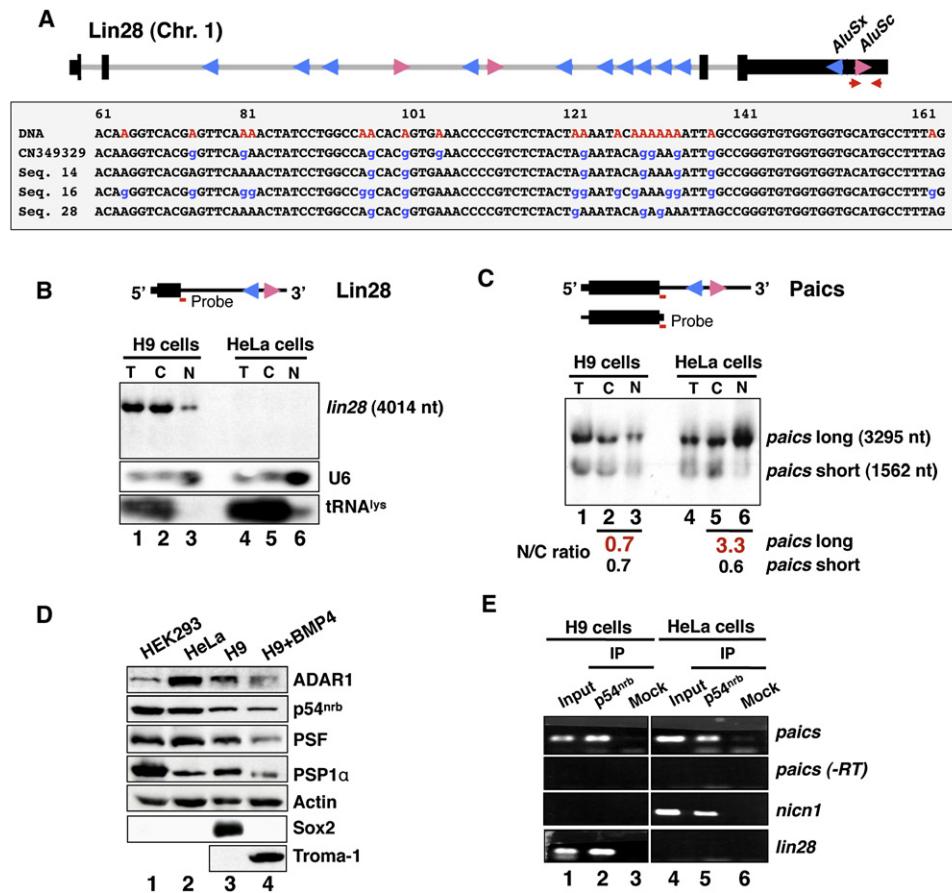 A
Lin28 (Chr. 1)
AluSx
AluSc
61 81 101 121 141 161
DNA ACAAGGTCACGAGTTCAAAACTATCCTGGCCAACACAGTGAAACCCCGTCTCTACTAAAATACAAAAAAATTAGCCGGGTGTGGTGGTGCATGCCTTTAG
CN349329 ACAAGGTCACGgGTTCAgAACTATCCTGGCCAgCACgGTGgAACCCCGTCTCTACTAgAATACAggAAgATTgGCCGGGTGTGGTGGTGCATGCCTTTAG
Seq. 14 ACAAGGTCACGAGTTCAAAACTATCCTGGCCAgCACgGTGAAACCCCGTCTCTACTAAAATACAAAAAAATTAGCCGGGTGTGGTGGTGCATGCCTTTAG
Seq. 16 ACAgGGTCACGgGTTCAggACTATCCTGGCCggCACgGTGAAACCCCGTCTCTACTggAATgCgAAAggATTgGCCGGGTGTGGTGGTACATGCCTTTgG
Seq. 28 ACAAGGTCACGAGTTCAAAACTATCCTGGCCAgCACgGTGAAACCCCGTCTCTACTgAAATACAgAgAAATTAGCCGGGTGTGGTGGTGCATGCCTTTAG
B
5’ 3’ Lin28
Probe
H9 cells HeLa cells
T C N T C N
lin28 (4014 nt)
U6
tRNAlys
1 2 3 4 5 6
C
5’ 3’ Paics
Probe
H9 cells HeLa cells
T C N T C N
paics long (3295 nt)
paics short (1562 nt)
1 2 3 4 5 6
N/C ratio 0.7 3.3 paics long
0.7 0.6 paics short
D
HEK293 HeLa H9 H9+BMP4
ADAR1
p54nrb
PSF
PSP1α
Actin
Sox2
Troma-1
1 2 3 4
E
H9 cells HeLa cells
IP IP
Input p54nrb Mock Input p54nrb Mock
paics
paics (-RT)
nicn1
lin28
1 2 3 4 5 6